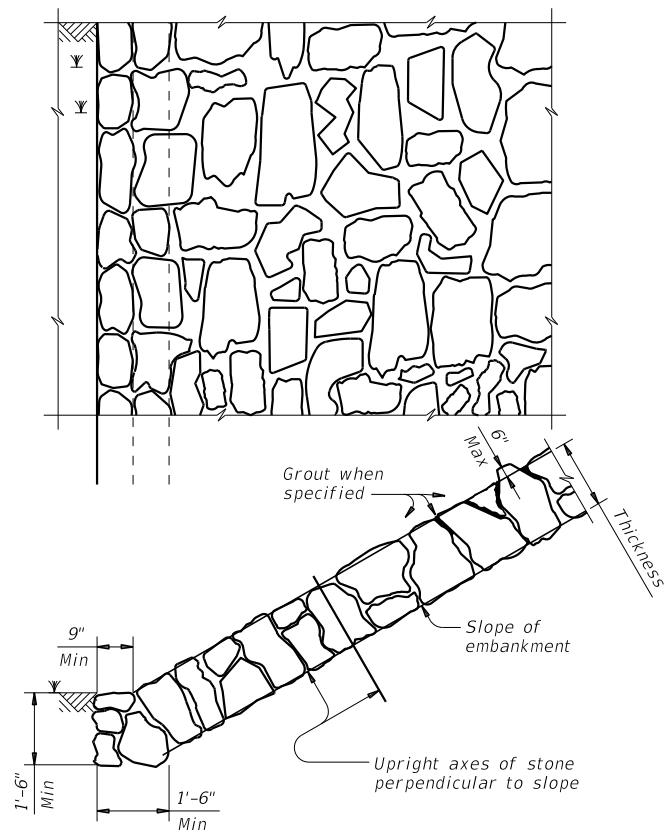 6"
Max
Grout when
specified
Thickness
9"
Min
Slope of
embankment
1'-6"
Min
Upright axes of stone
perpendicular to slope
1'-6"
Min